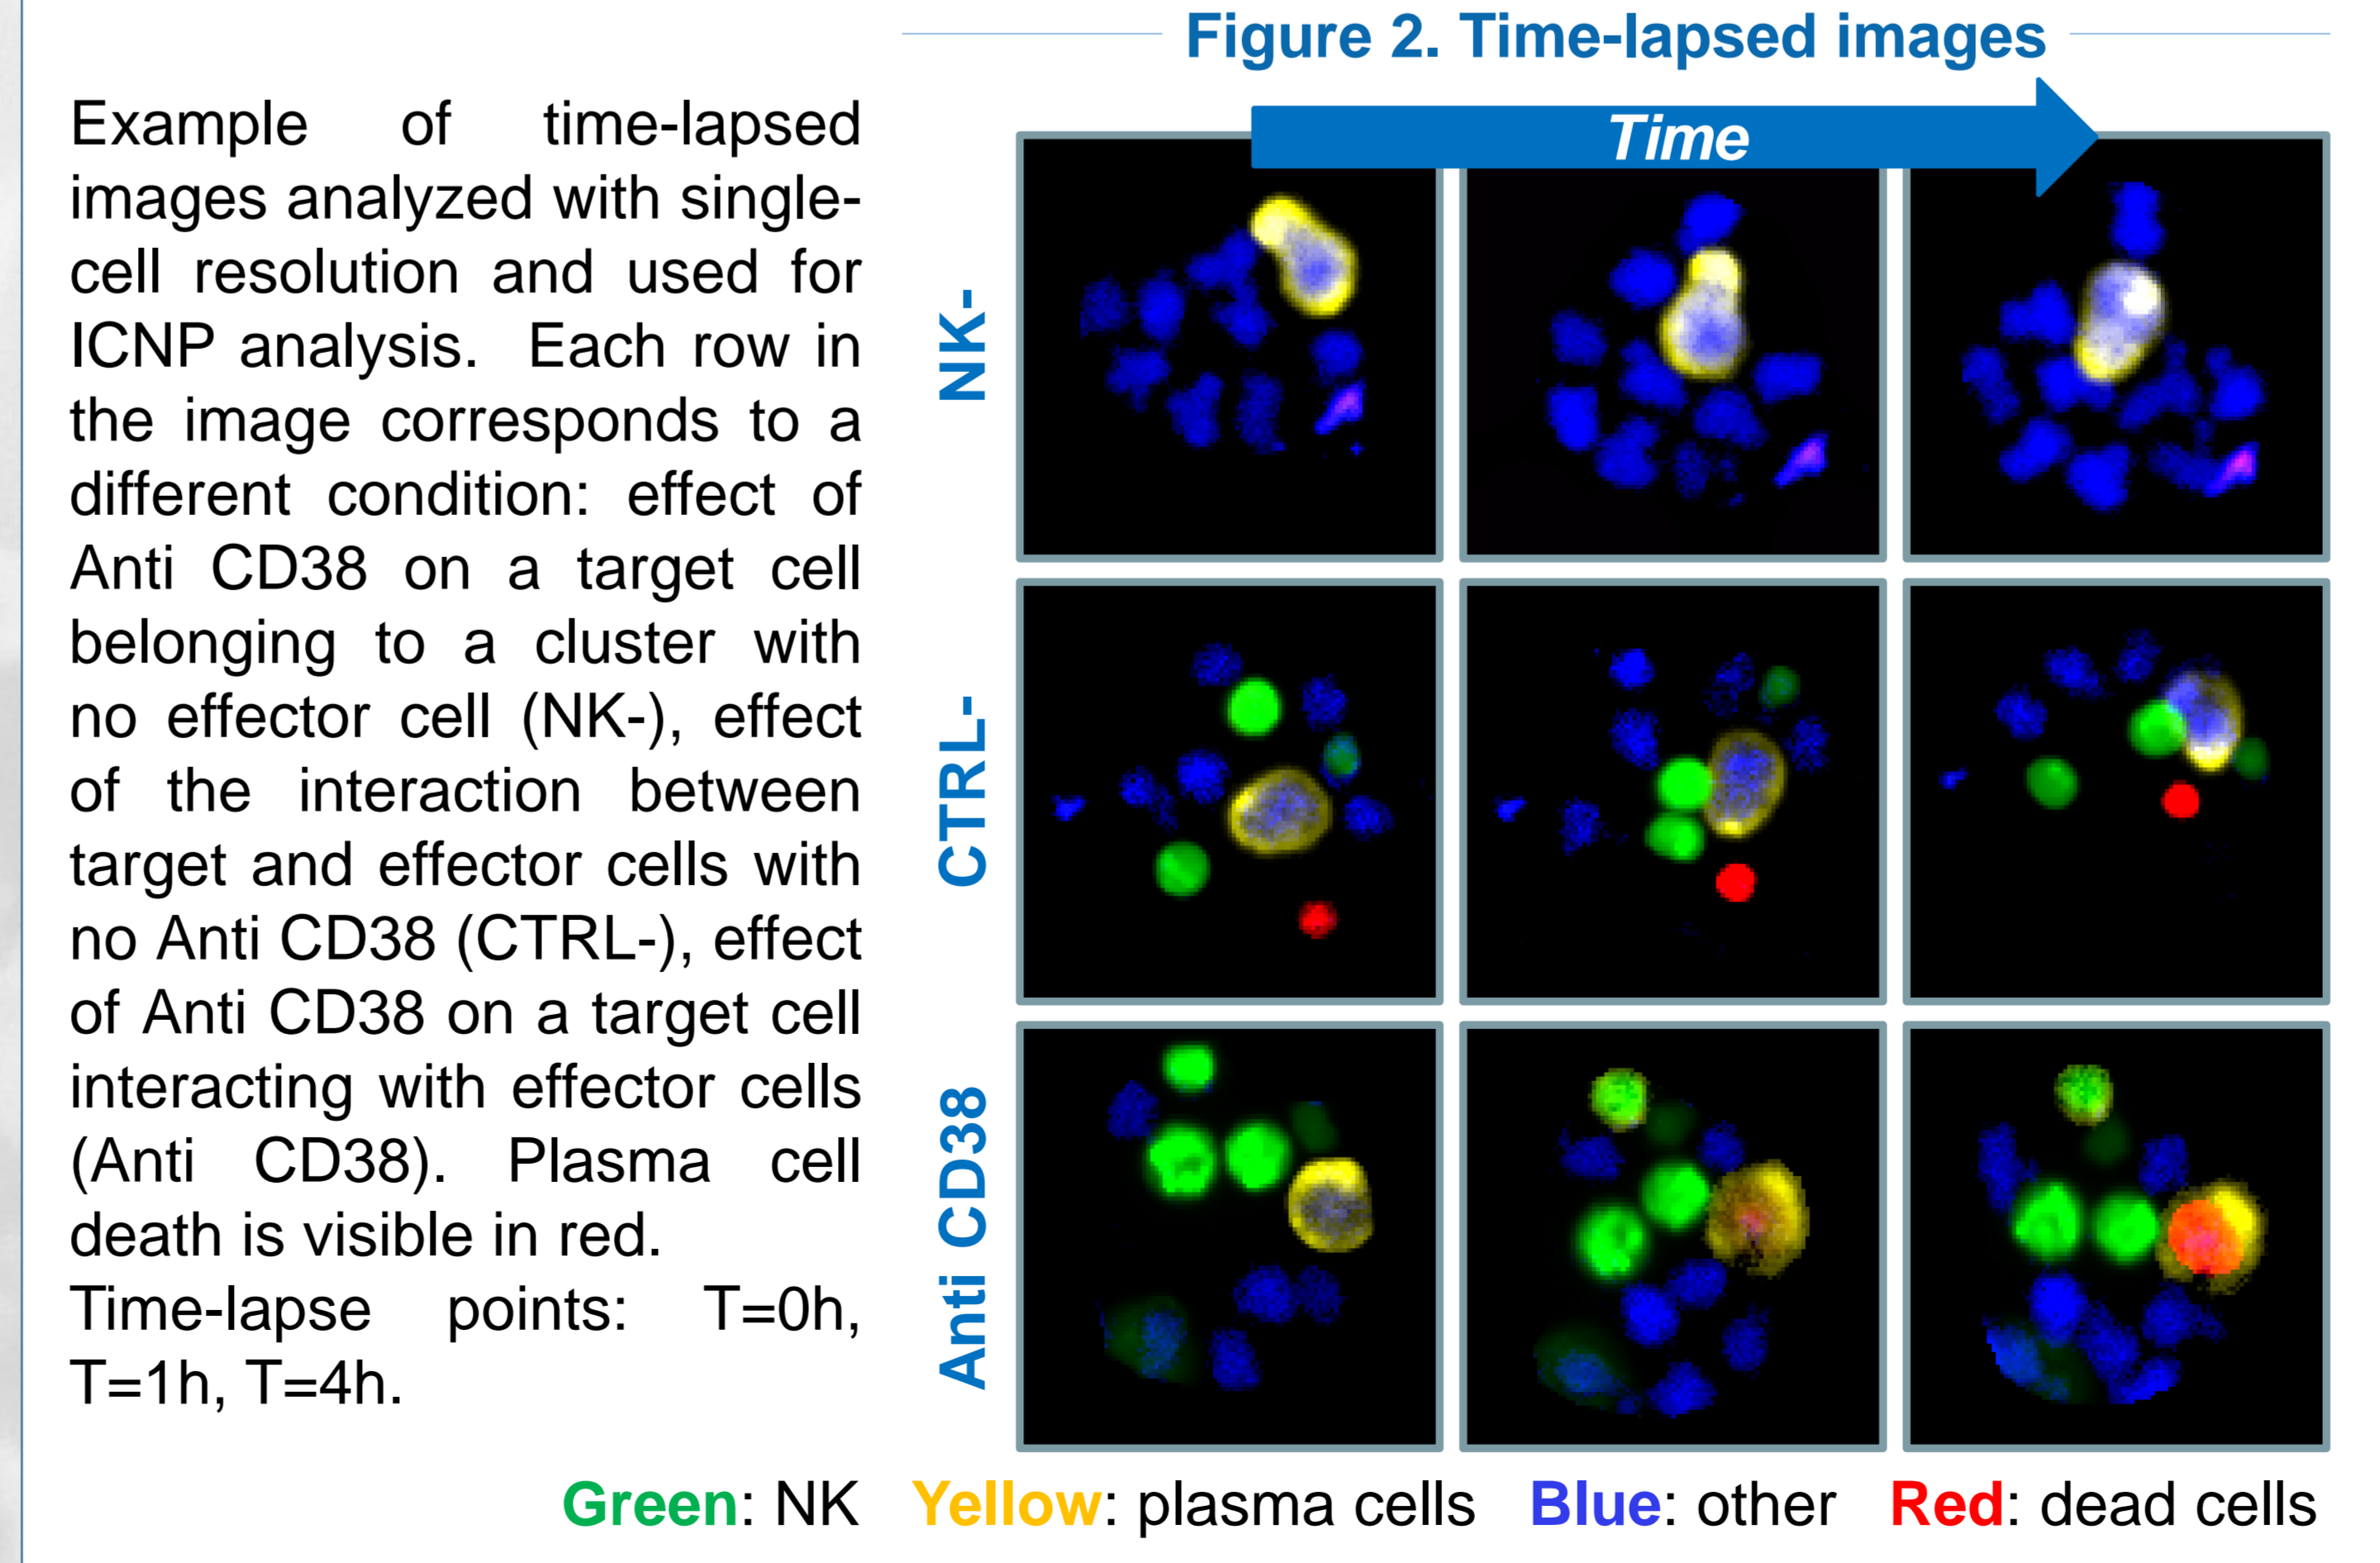 Figure 2. Time-lapsed images
Example of time-lapsed
images analyzed with single-
cell resolution and used for
ICNP analysis. Each row in
the image corresponds to a
different condition: effect of
Anti CD38 on a target cell
belonging to a cluster with
no effector cell (NK-), effect
of the interaction between
target and effector cells with
no Anti CD38 (CTRL-), effect
of Anti CD38 on a target cell
interacting with effector cells
(Anti CD38). Plasma cell
death is visible in red.
Time-lapse points: T=0h,
T=1h, T=4h.
Time
NK-
CTRL-
Anti CD38
Green: NK Yellow: plasma cells Blue: other Red: dead cells